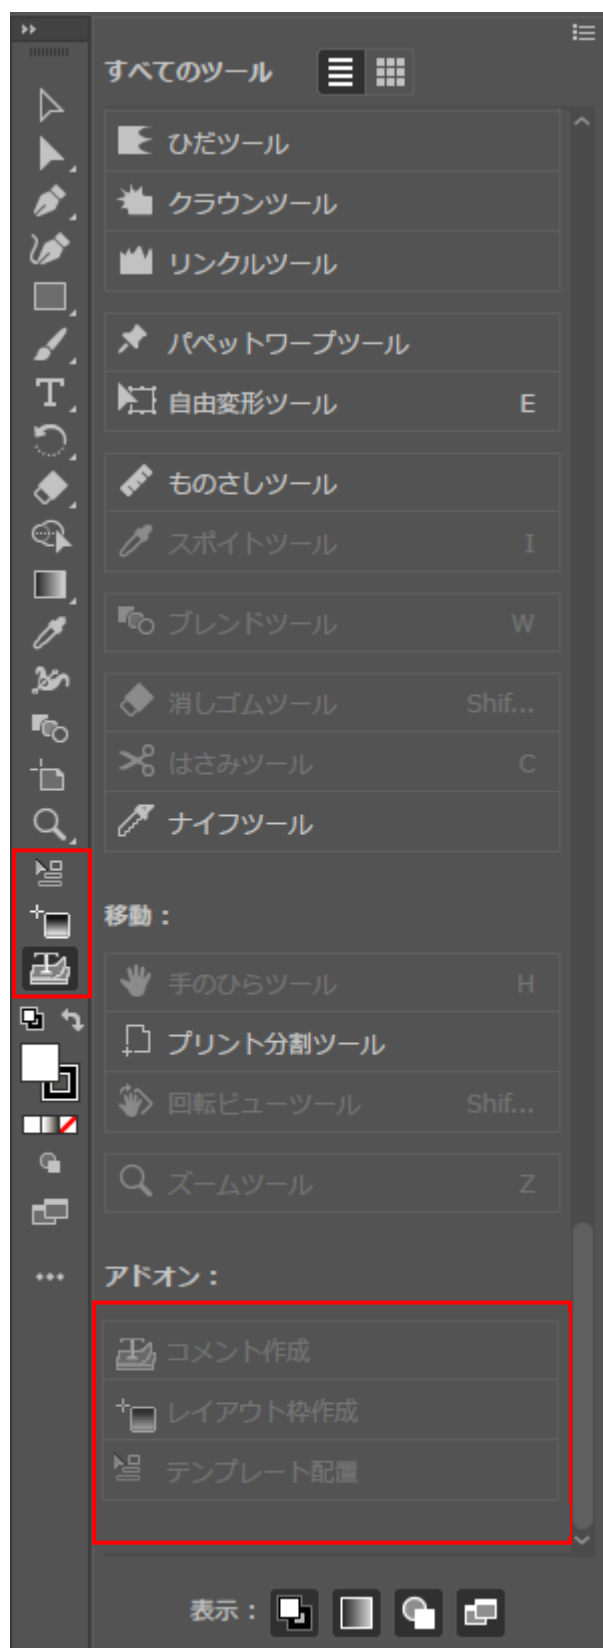 すべてのツール
ひだツール
クラウンツール
リンクルツール
パペットワープツール
自由変形ツール E
ものさしツール
スポイトツール I
ブレンドツール W
消しゴムツール Shif...
はさみツール C
ナイフツール
移動：
手のひらツール H
プリント分割ツール
回転ビューツール Shif...
ズームツール Z
アドオン：
コメント作成
レイアウト枠作成
テンプレート配置
表示：